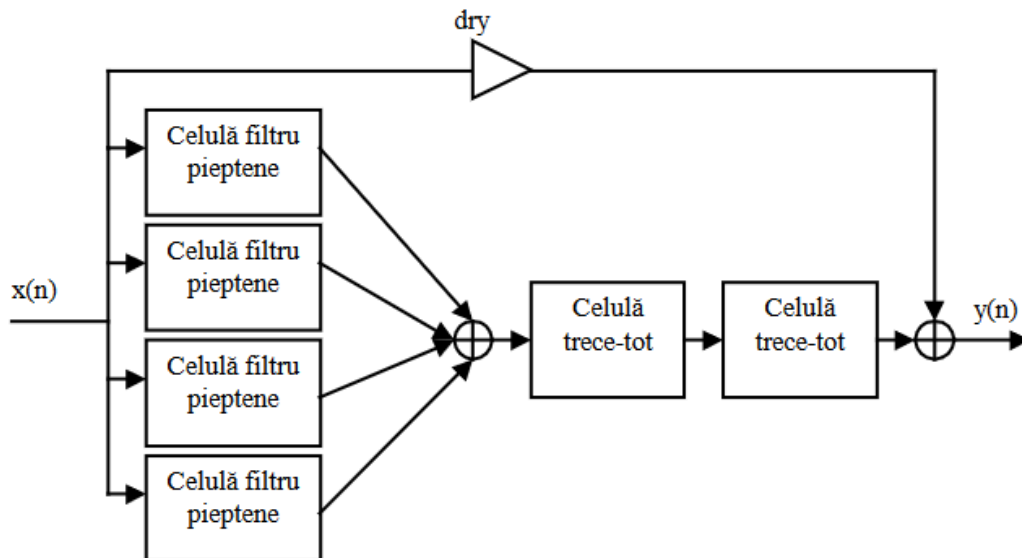 dry
Celulă filtru
pieptene
Celulă filtru
pieptene
x(n)
Celulă
trece-tot
Celulă
trece-tot
y(n)
Celulă filtru
pieptene
Celulă filtru
pieptene